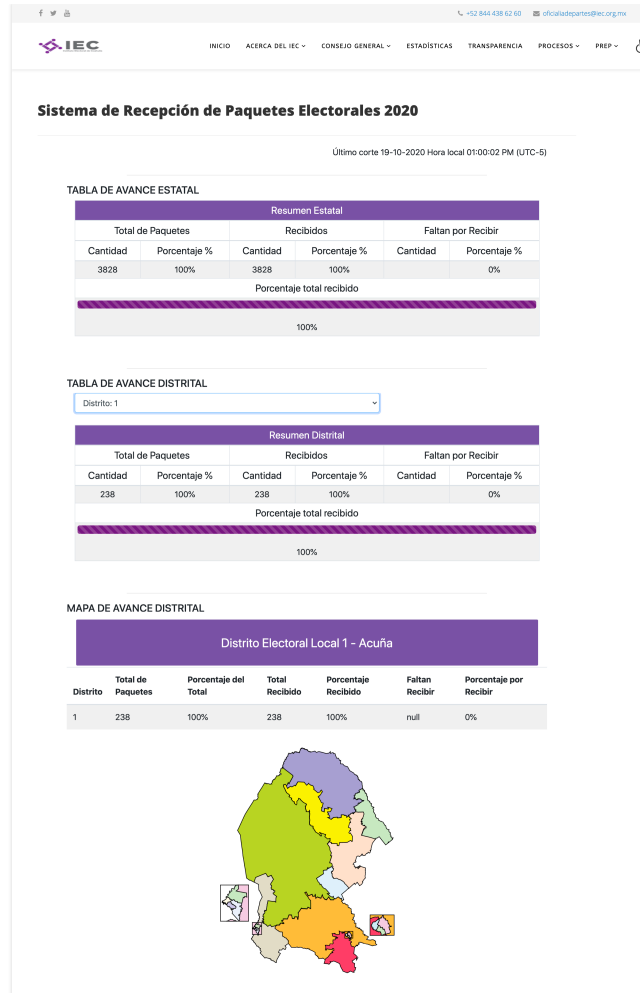 +52 844 438 62 60 oficialiadepartes@iec.org.mx
IEC
INICIO ACERCA DEL IEC CONSEJO GENERAL ESTADÍSTICAS TRANSPARENCIA PROCESOS PREP
Sistema de Recepción de Paquetes Electorales 2020
Último corte 19-10-2020 Hora local 01:00:02 PM (UTC-5)
TABLA DE AVANCE ESTATAL
Resumen Estatal
Total de Paquetes Recibidos Faltan por Recibir
Cantidad Porcentaje % Cantidad Porcentaje % Cantidad Porcentaje %
3828 100% 3828 100% 0%
Porcentaje total recibido
100%
TABLA DE AVANCE DISTRITAL
Distrito: 1
Resumen Distrital
Total de Paquetes Recibidos Faltan por Recibir
Cantidad Porcentaje % Cantidad Porcentaje % Cantidad Porcentaje %
238 100% 238 100% 0%
Porcentaje total recibido
100%
MAPA DE AVANCE DISTRITAL
Distrito Electoral Local 1 - Acuña
Distrito Total de Paquetes Porcentaje del Total Total Recibido Porcentaje Recibido Faltan Recibir Porcentaje por Recibir
1 238 100% 238 100% null 0%